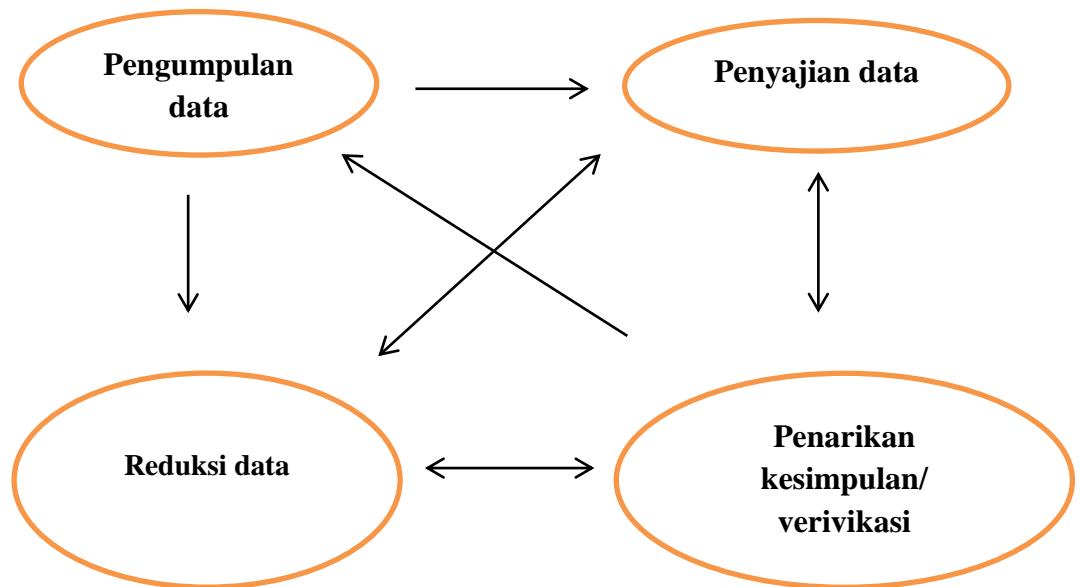 Pengumpulan
data
Penyajian data
Reduksi data
Penarikan
kesimpulan/
verivikasi